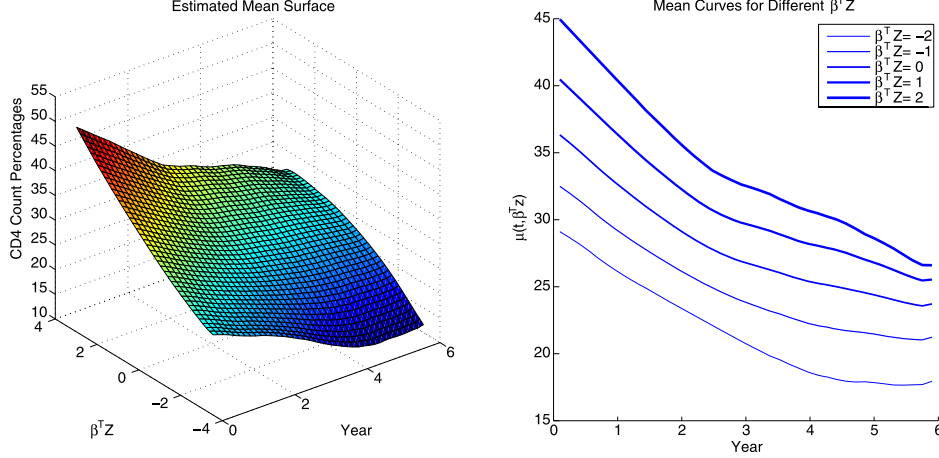 Estimated Mean Surface
CD4 Count Percentages
55
50
45
40
35
30
25
20
15
10
4
2
0
−2
−4
β^T Z
0
2
4
6
Year
Mean Curves for Different β^T Z
μ(t,β^T z)
45
40
35
30
25
20
15
0
1
2
3
4
5
6
Year
β^T Z= −2
β^T Z= −1
β^T Z= 0
β^T Z= 1
β^T Z= 2